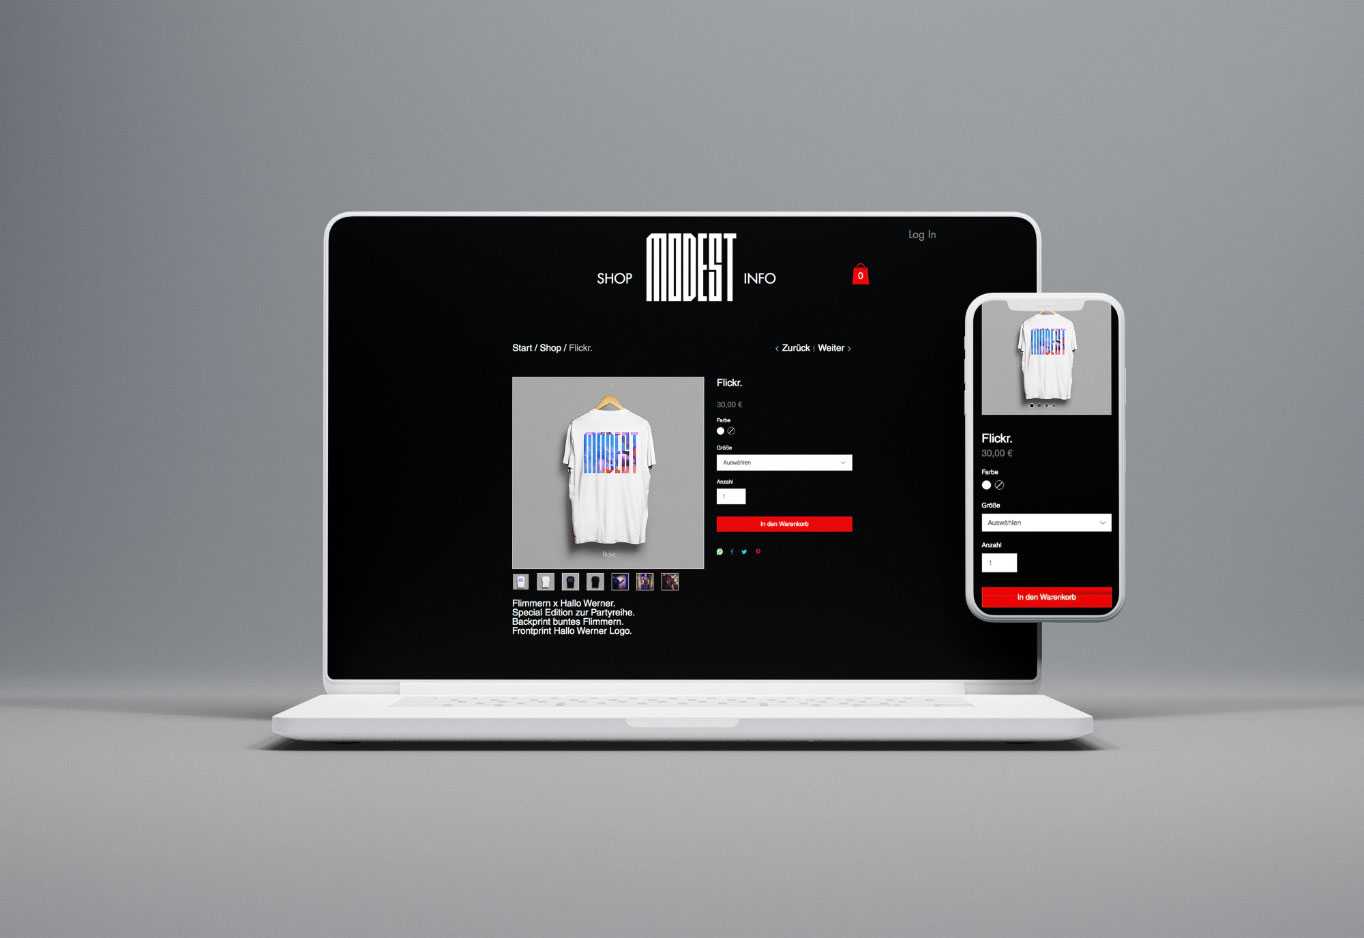 Log In
SHOP
MODEST
INFO
0
Start / Shop / Flickr.
< Zurück | Weiter >
MODEST
flickr.
Flickr.
30,00 €
Farbe
Größe
Auswählen
Anzahl
1
In den Warenkorb
Flimmern x Hallo Werner.
Special Edition zur Partyreihe.
Backprint buntes Flimmern.
Frontprint Hallo Werner Logo.
MODEST
Flickr.
30,00 €
Farbe
Größe
Auswählen
Anzahl
1
In den Warenkorb